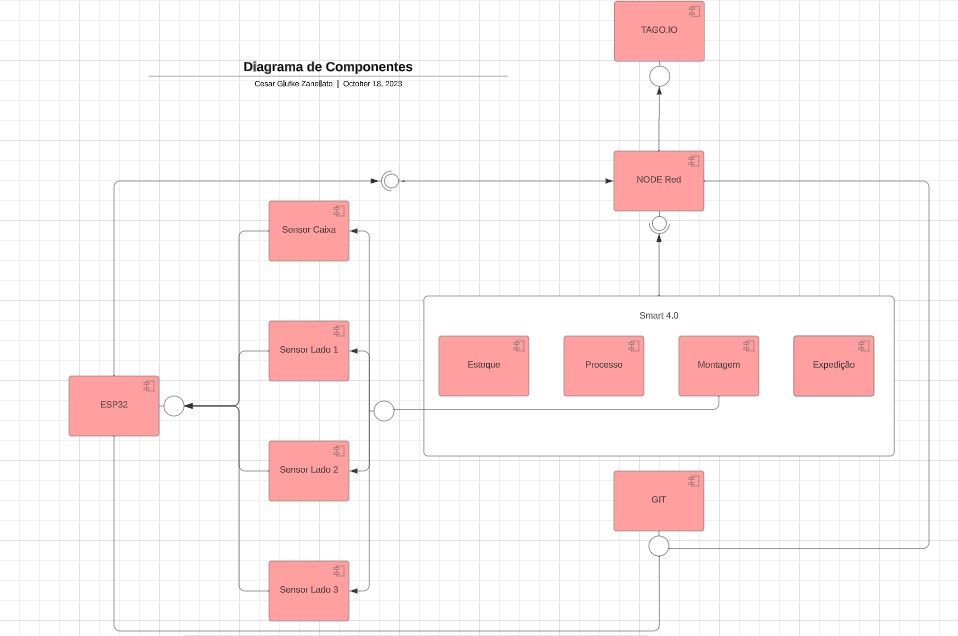 TAGO.IO
Diagrama de Componentes
Cesar Glufke Zanellato | October 18, 2023
NODE Red
Sensor Caixa
Smart 4.0
Sensor Lado 1
Estoque
Processo
Montagem
Expedição
ESP32
Sensor Lado 2
GIT
Sensor Lado 3